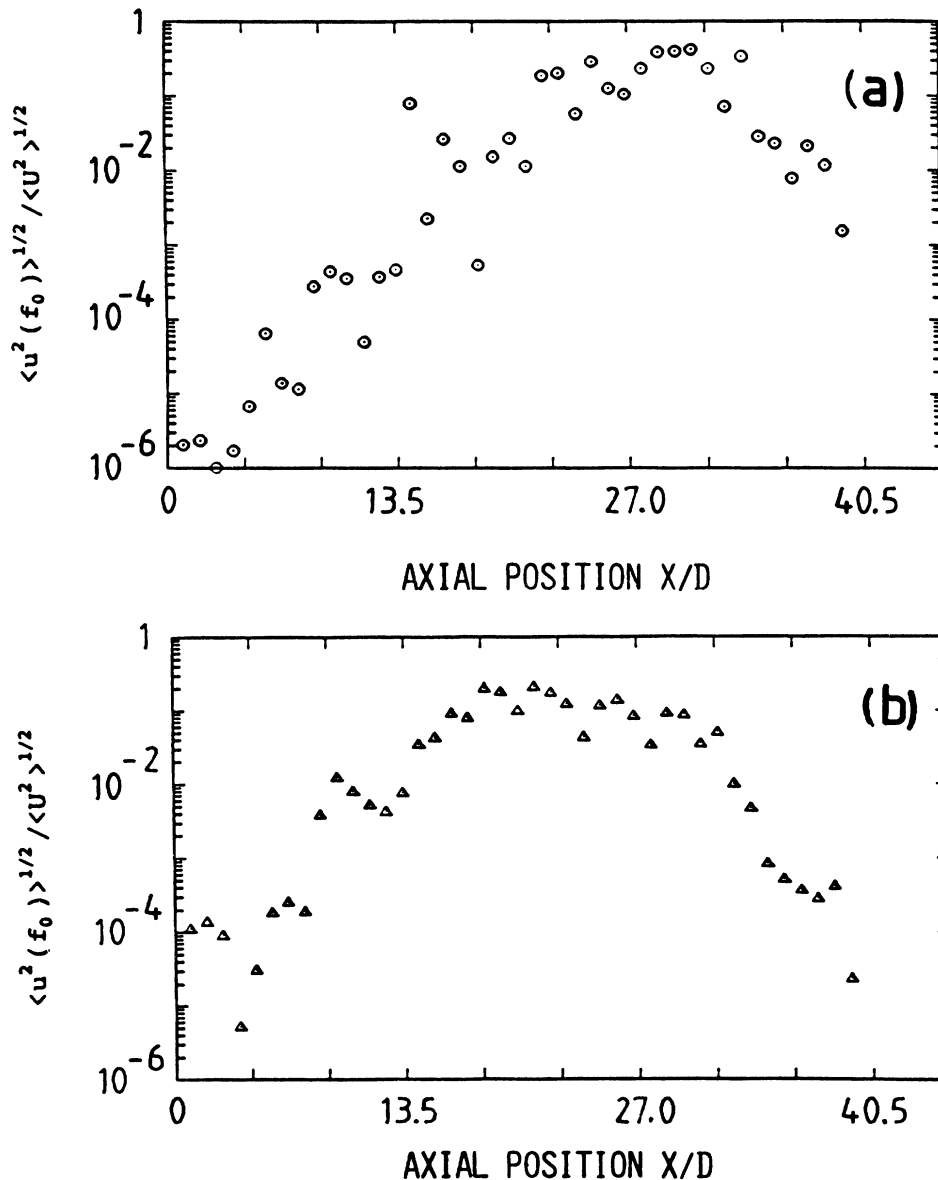 1
(a)
10^-2
10^-4
10^-6
<u^2(f_0)>^1/2/<U^2>^1/2
0 13.5 27.0 40.5
AXIAL POSITION X/D
1
(b)
10^-2
10^-4
10^-6
<u^2(f_0)>^1/2/<U^2>^1/2
0 13.5 27.0 40.5
AXIAL POSITION X/D